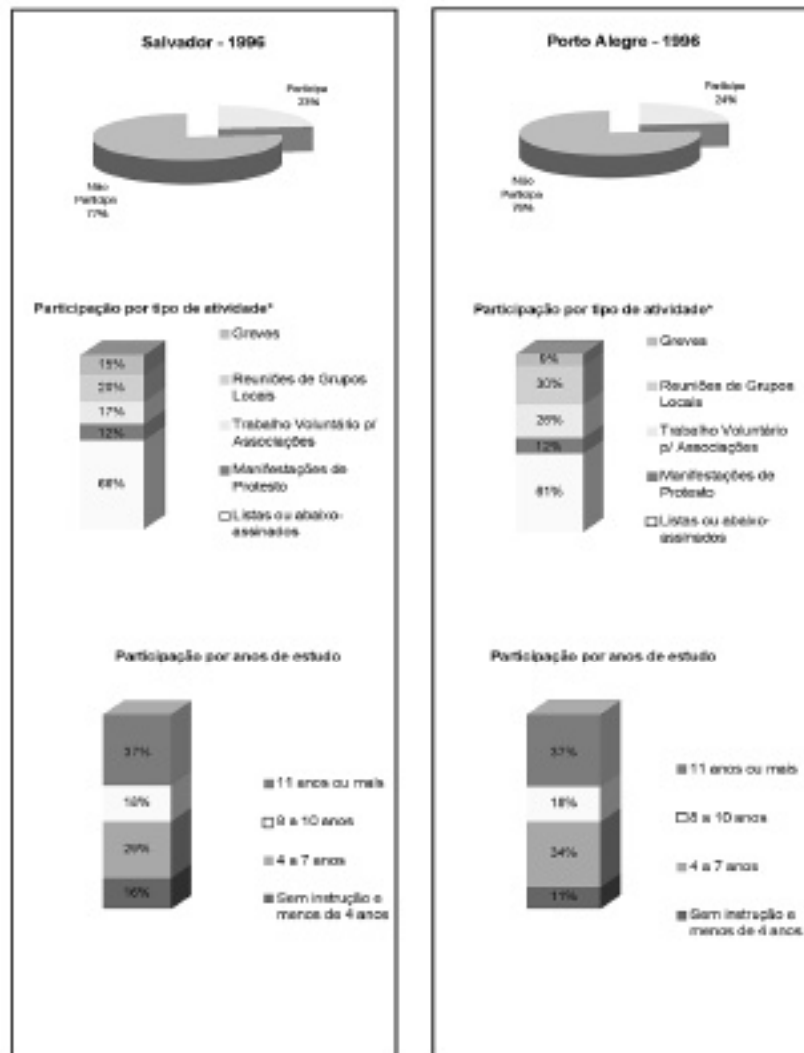 Salvador - 1996
Participa
23%
Não
Participa
77%
Participação por tipo de atividade*
15%
20%
17%
12%
Greves
Reuniões de Grupos
Locais
Trabalho Voluntário p/
Associações
Manifestações de
Protesto
Listas ou abaixo-
assinados
Participação por anos de estudo
37%
18%
16%
11 anos ou mais
8 a 10 anos
4 a 7 anos
Sem instrução e
menos de 4 anos
Porto Alegre - 1996
Participa
24%
Não
Participa
Participação por tipo de atividade*
30%
12%
61%
Greves
Reuniões de Grupos
Locais
Trabalho Voluntário
p/ Associações
Manifestações de
Protesto
Listas ou abaixo-
assinados
Participação por anos de estudo
37%
18%
34%
11%
11 anos ou mais
8 a 10 anos
4 a 7 anos
Sem instrução e
menos de 4 anos